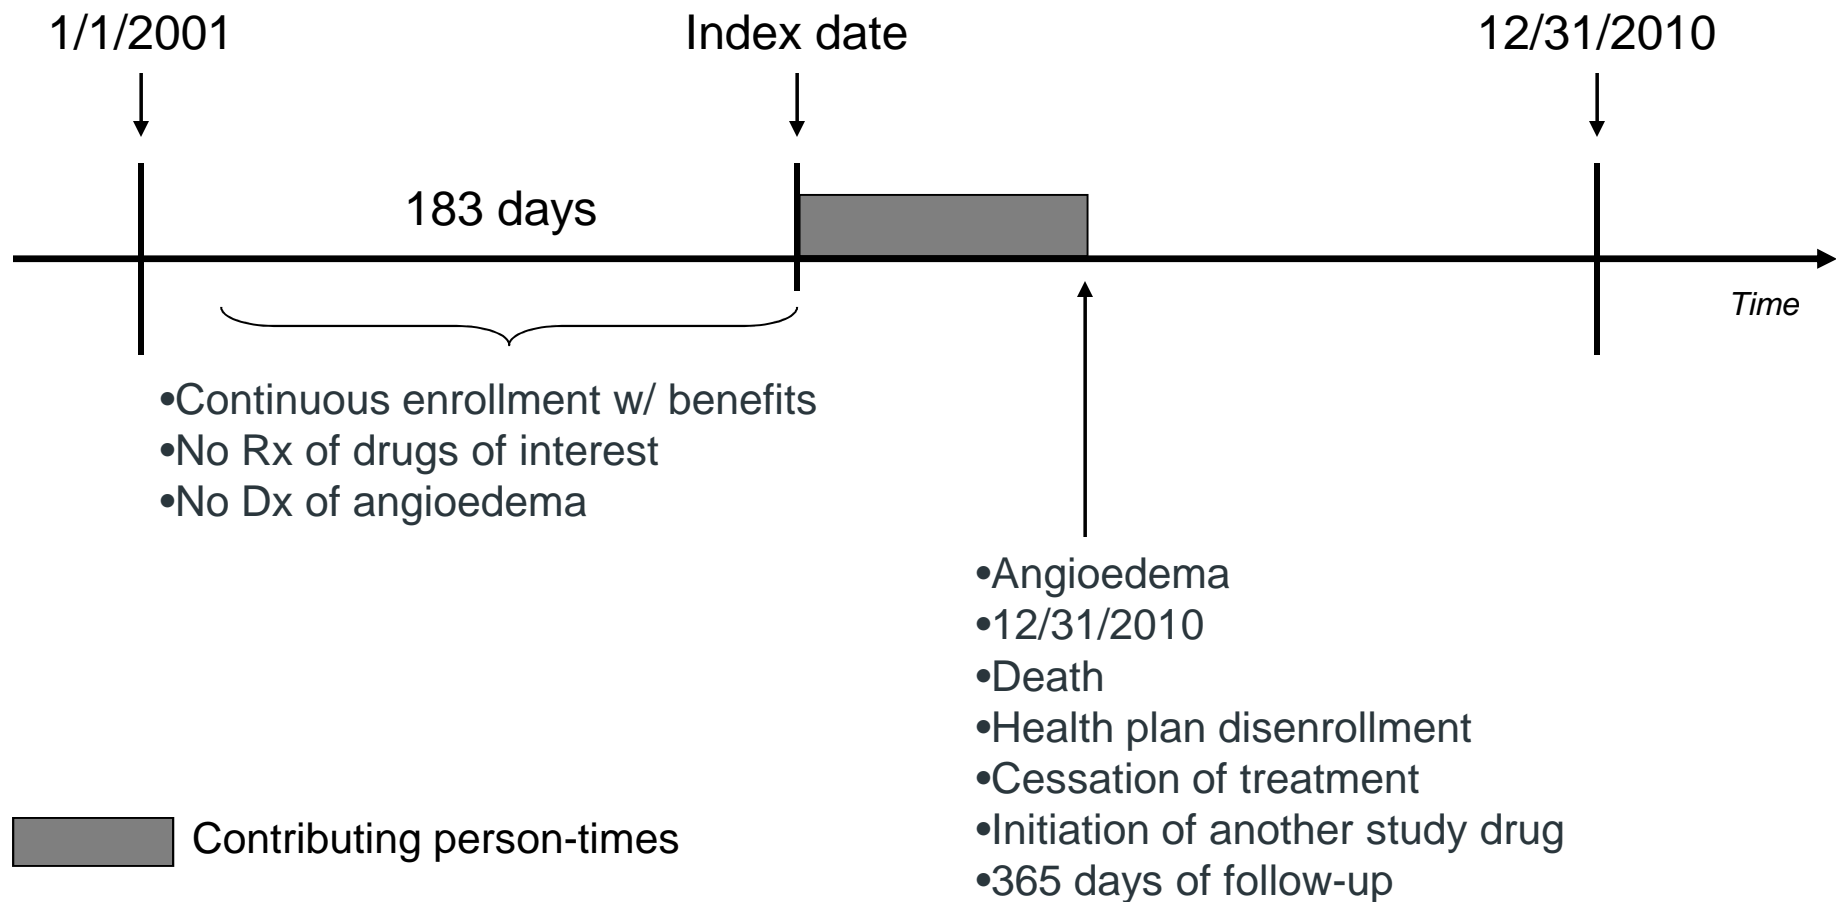 1/1/2001
Index date
12/31/2010
183 days
Time
•Continuous enrollment w/ benefits
•No Rx of drugs of interest
•No Dx of angioedema
•Angioedema
•12/31/2010
•Death
•Health plan disenrollment
•Cessation of treatment
•Initiation of another study drug
•365 days of follow-up
Contributing person-times